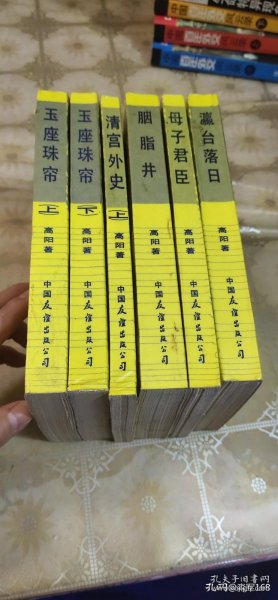 玉座珠帘
上
高阳著
中国友谊出版公司
玉座珠帘
下
高阳著
中国友谊出版公司
清宫外史
上
高阳著
中国友谊出版公司
胭脂井
高阳著
中国友谊出版公司
母子君臣
高阳著
中国友谊出版公司
瀛台落日
高阳著
中国友谊出版公司
孔夫子旧书网